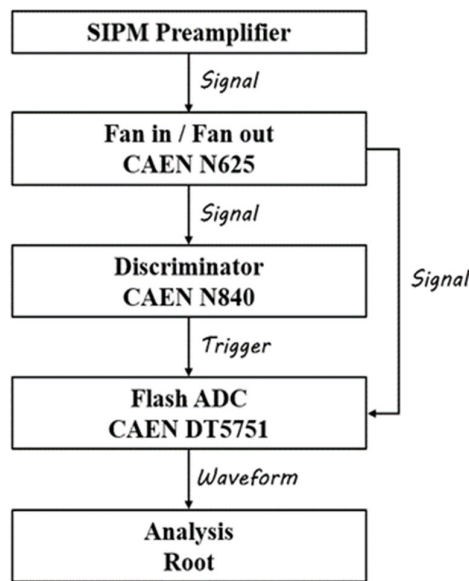 SIPM Preamplifier
Signal
Fan in / Fan out
CAEN N625
Signal
Discriminator
CAEN N840
Signal
Trigger
Flash ADC
CAEN DT5751
Waveform
Analysis
Root